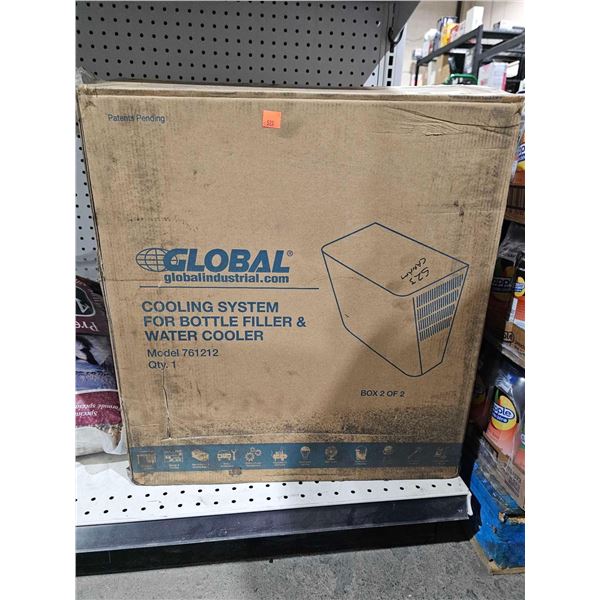 Patents Pending
525
GLOBAL®
globalindustrial.com
COOLING SYSTEM
FOR BOTTLE FILLER &
WATER COOLER
Model 761212
Qty. 1
BOX 2 OF 2